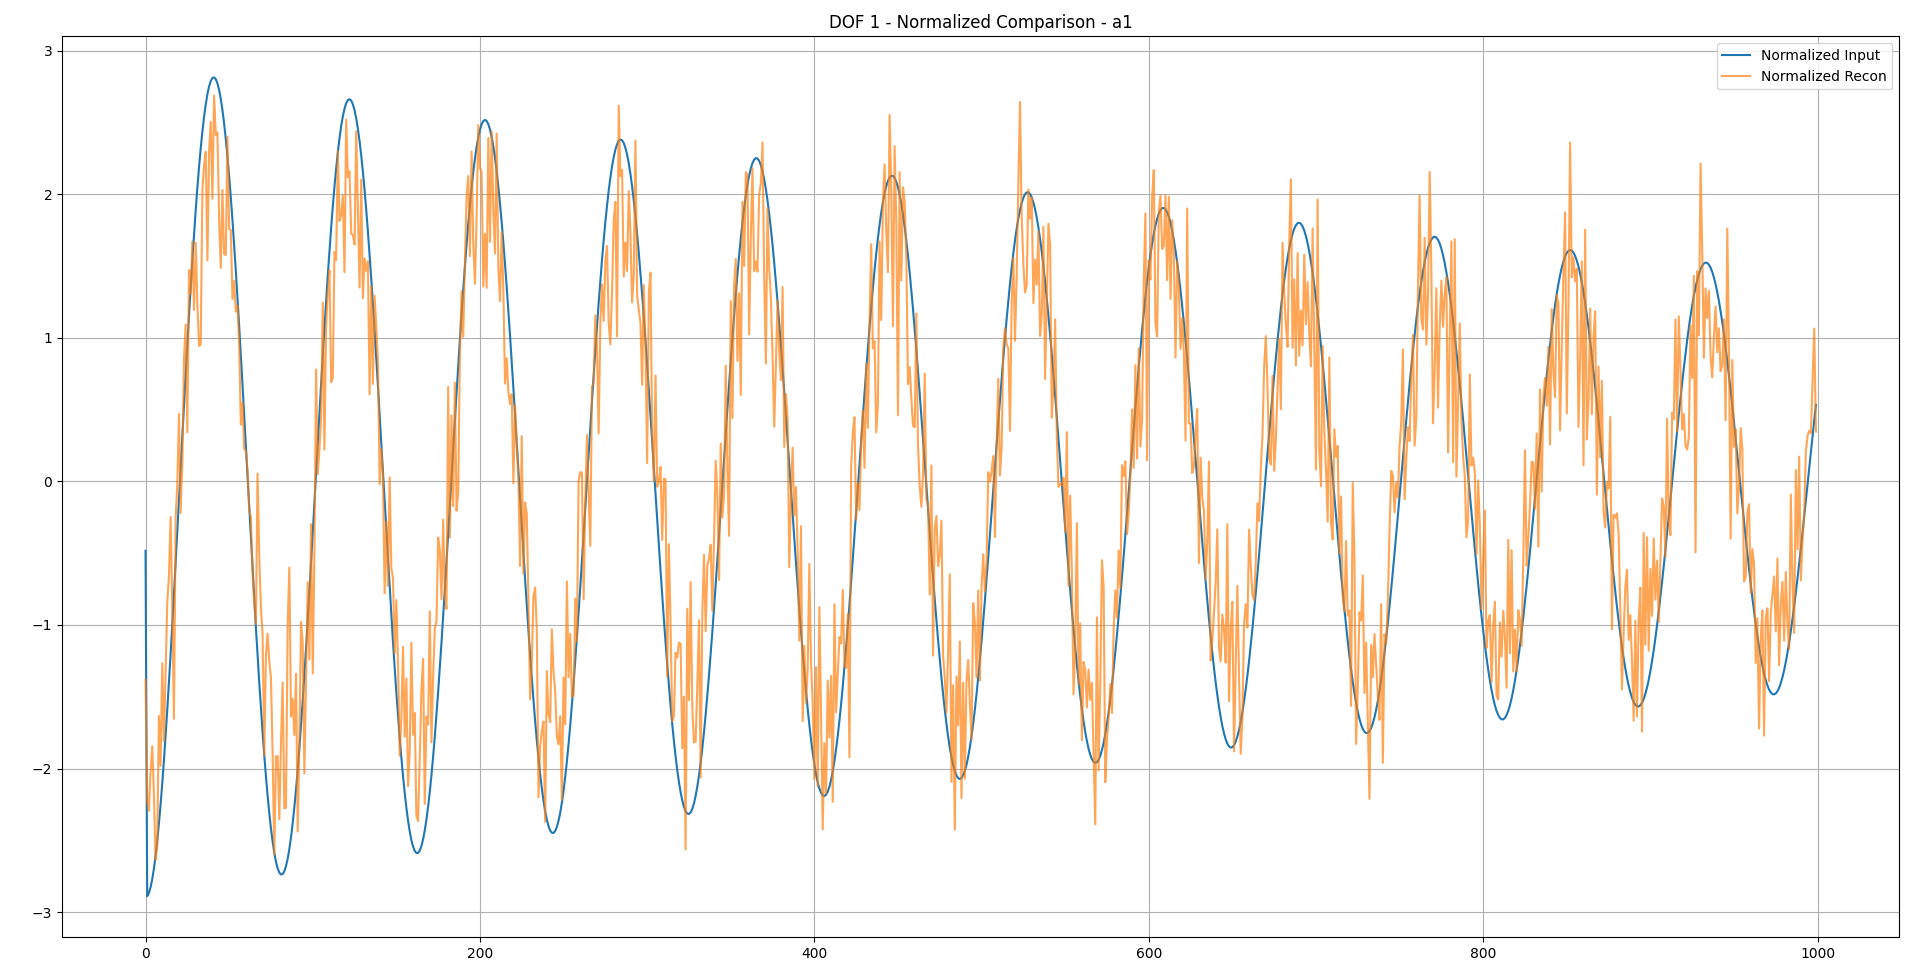 DOF 1 - Normalized Comparison - a1
Normalized Input
Normalized Recon
3
2
1
0
−1
−2
−3
0 200 400 600 800 1000